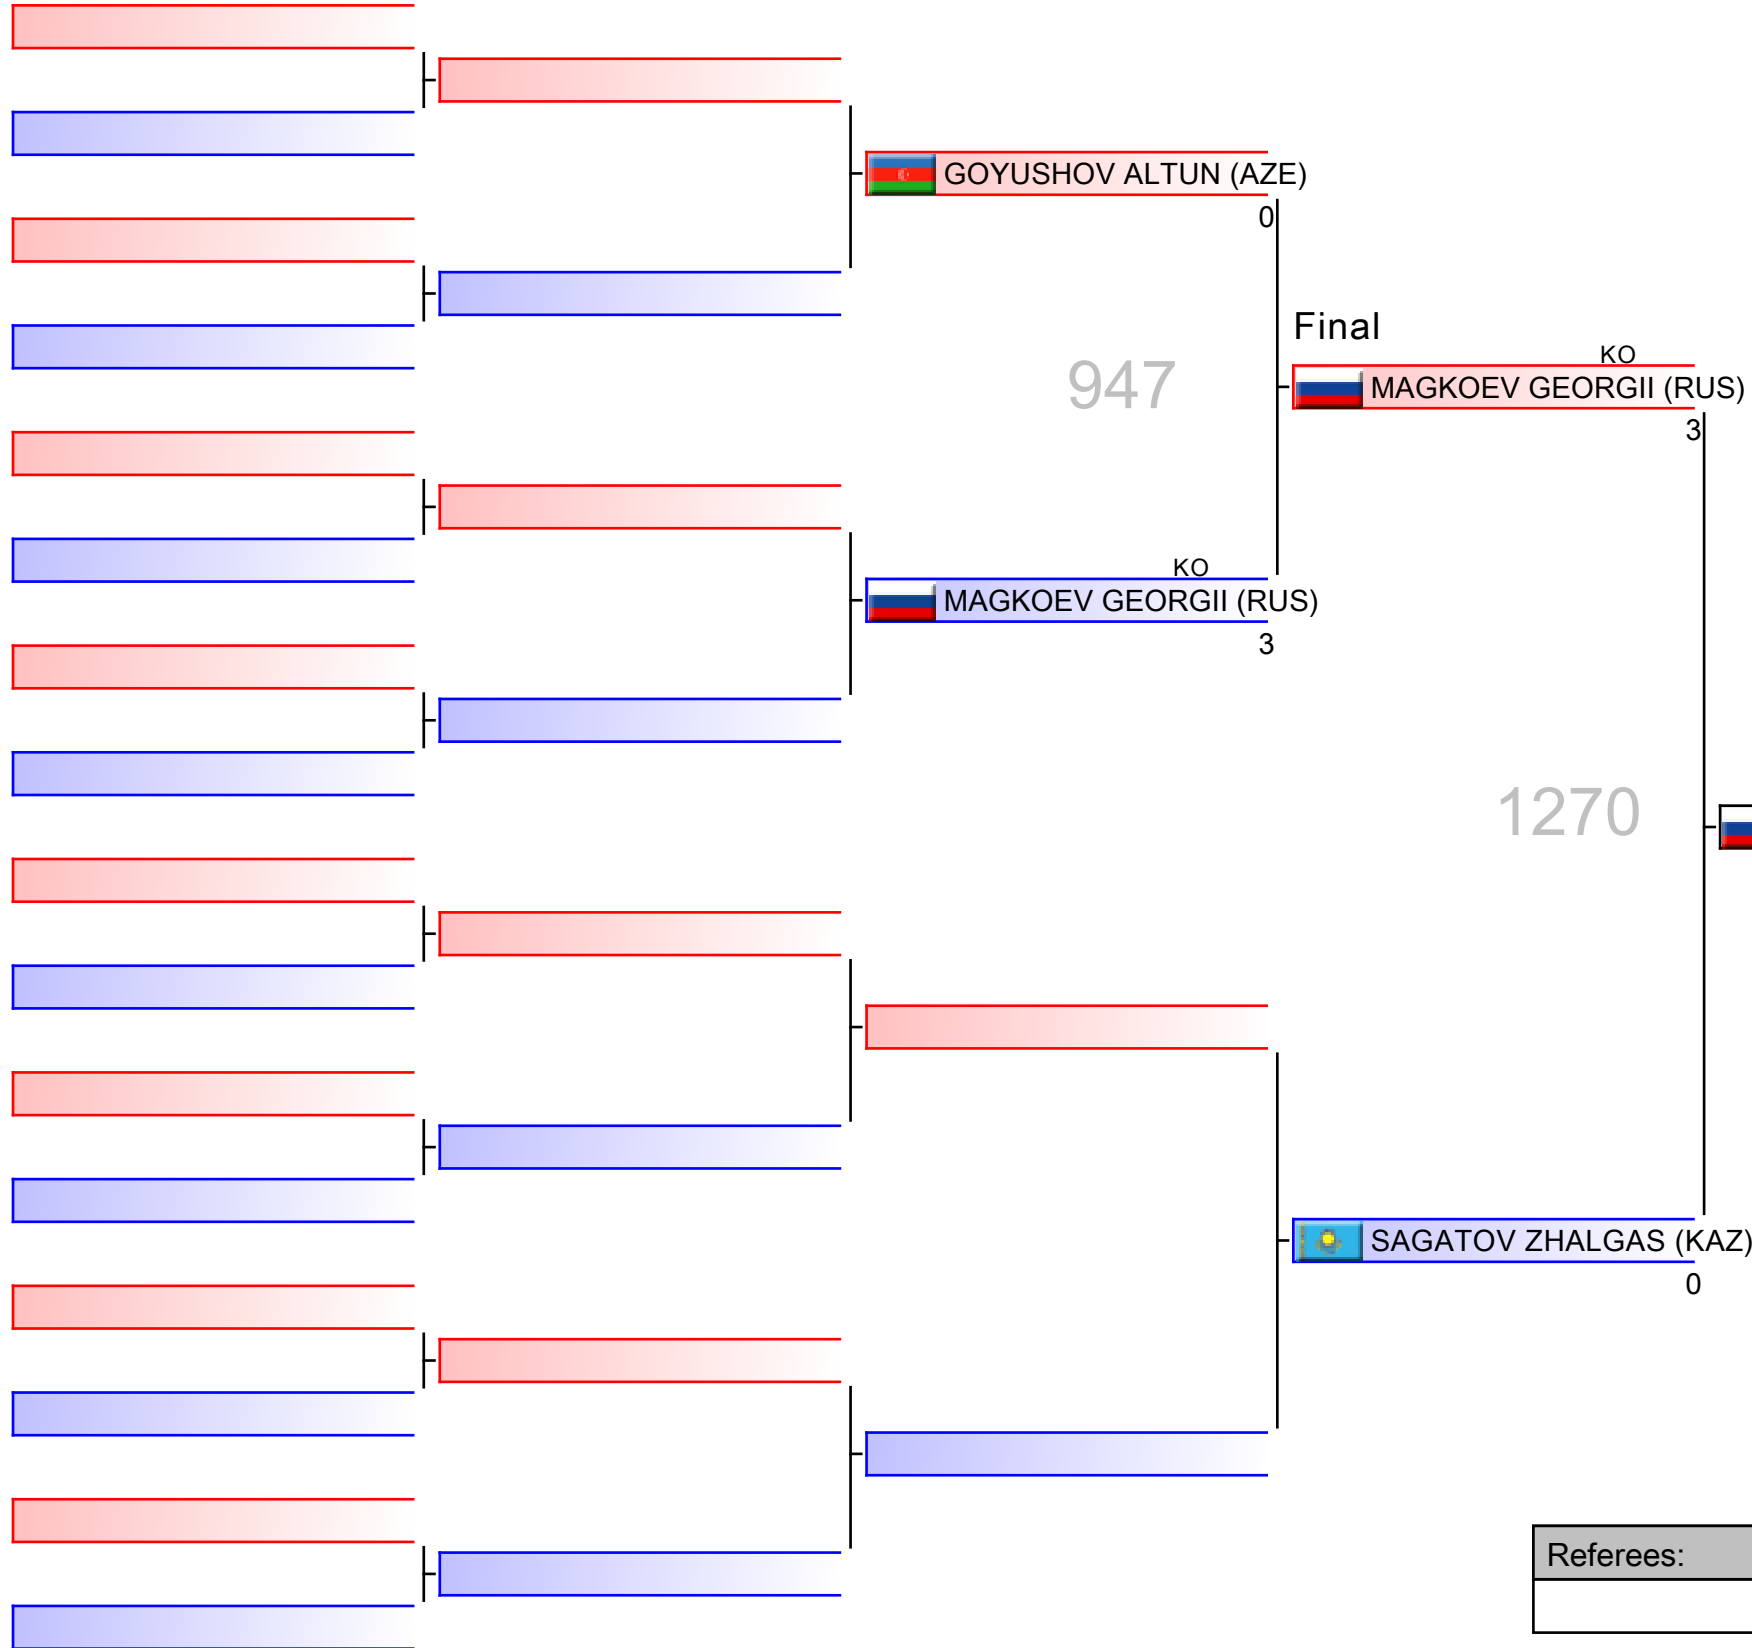 GOYUSHOV ALTUN (AZE)
0
Final
KO
947
MAGKOEV GEORGII (RUS)
3
KO
MAGKOEV GEORGII (RUS)
3
1270
SAGATOV ZHALGAS (KAZ)
0
Referees: